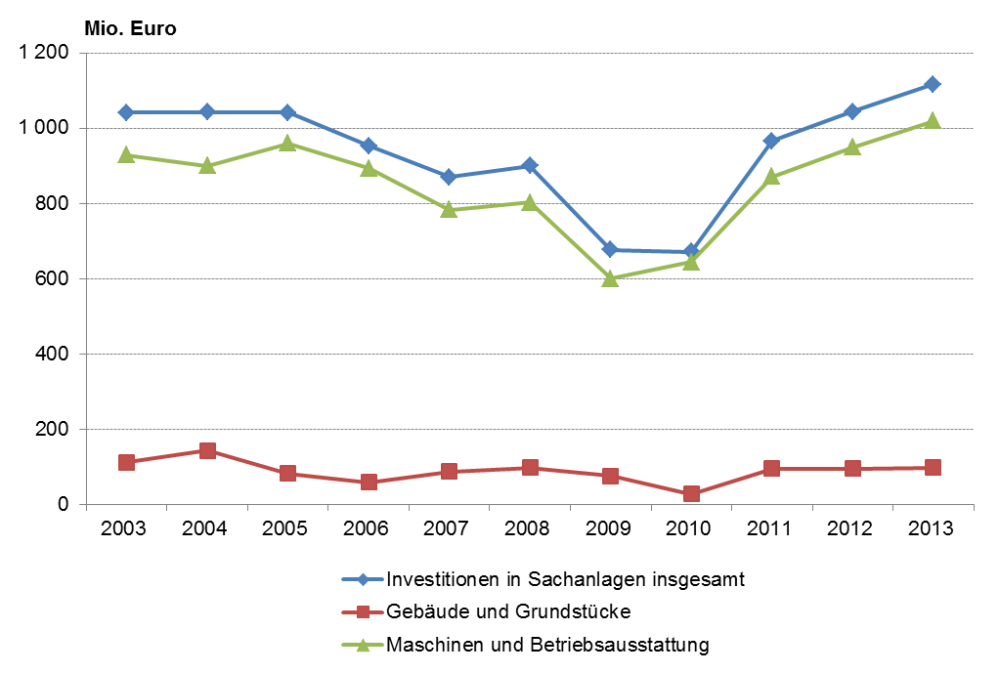 Mio. Euro
1 200
1 000
800
600
400
200
0
2003 2004 2005 2006 2007 2008 2009 2010 2011 2012 2013
Investitionen in Sachanlagen insgesamt
Gebäude und Grundstücke
Maschinen und Betriebsausstattung